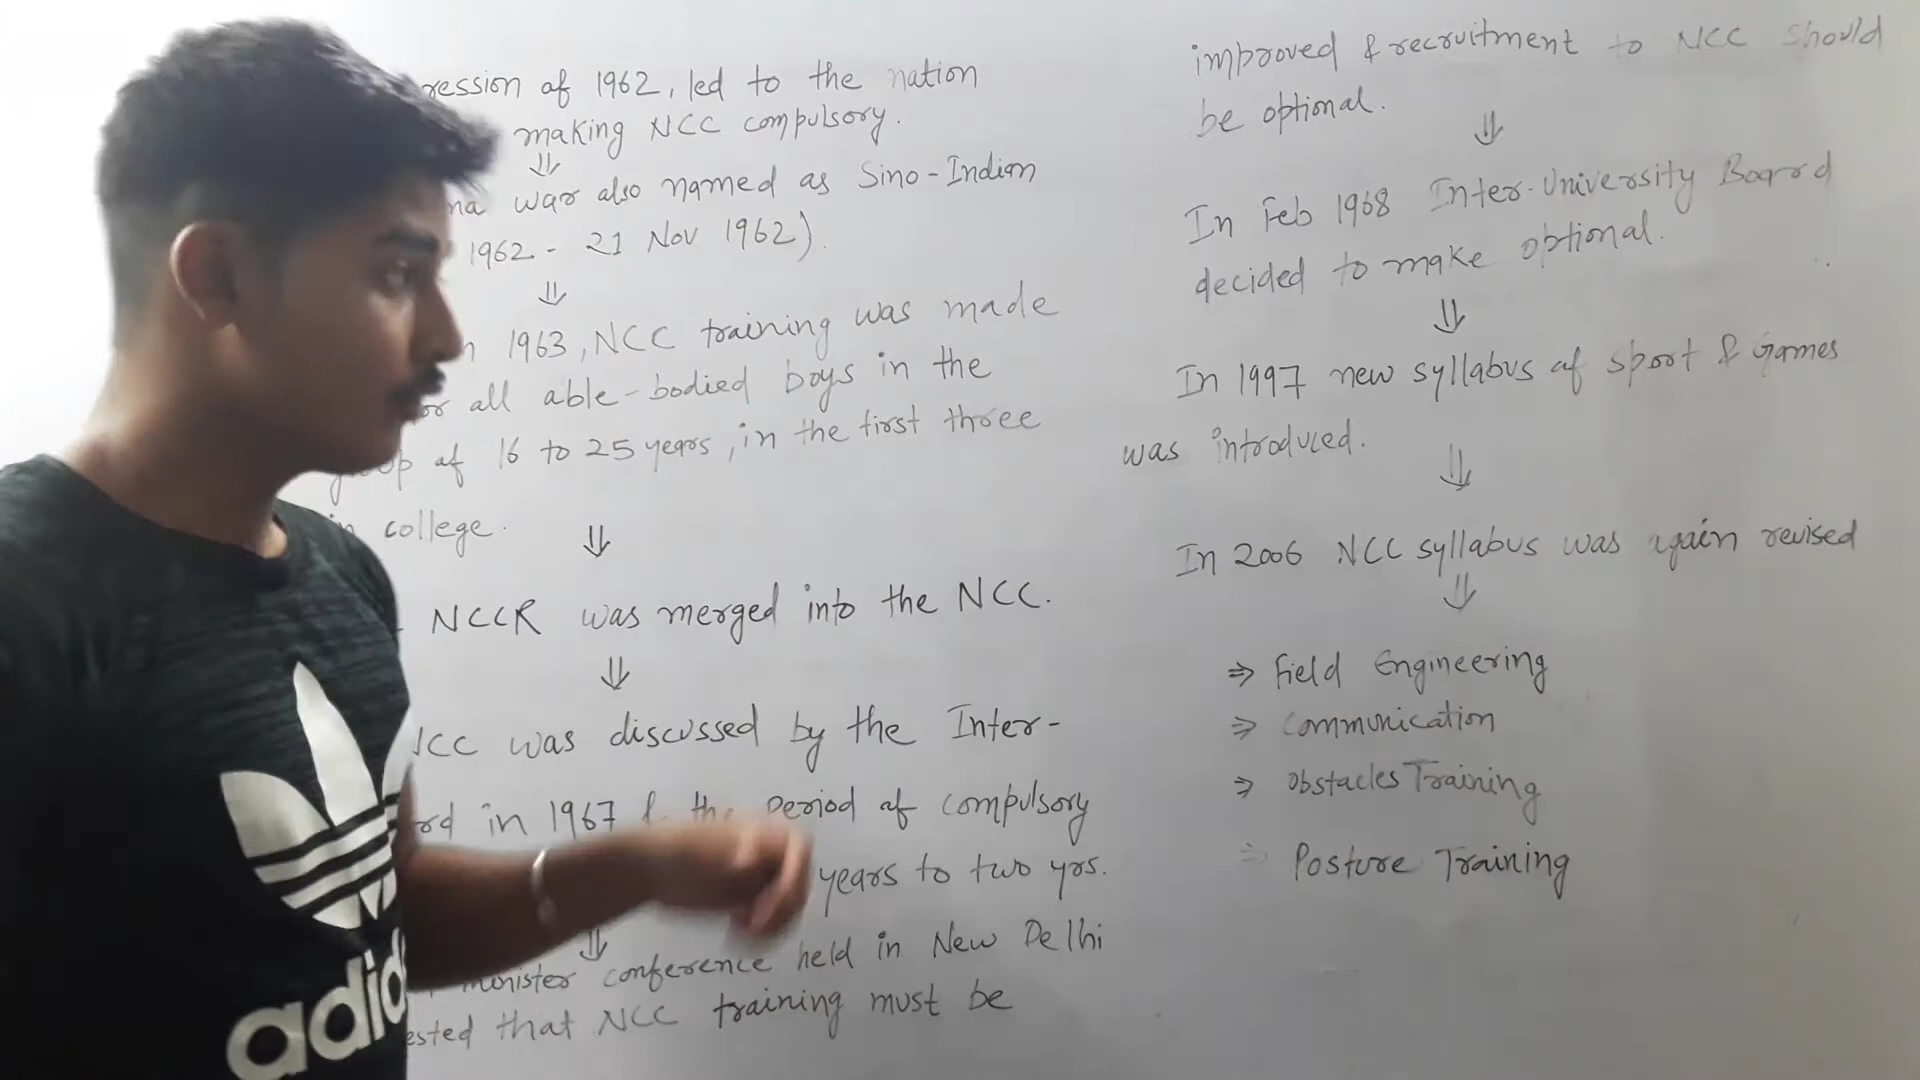 ression of 1962, led to the nation
making NCC compulsory.
na war also named as Sino-Indian
1962 - 21 Nov 1962).
n 1963, NCC training was made
or all able-bodied boys in the
of 16 to 25 years, in the first three
in college.
NCCR was merged into the NCC.
NCC was discussed by the Inter-
rd in 1967 & the period of compulsory
years to two yrs.
minister conference held in New Delhi
ested that NCC training must be
improved & recruitment to NCC should
be optional.
In Feb 1968 Inter-University Board
decided to make optional.
In 1997 new syllabus of sport & Games
was introduced.
In 2006 NCC syllabus was again revised
⇒ Field Engineering
⇒ Communication
⇒ Obstacles Training
⇒ Posture Training
adid